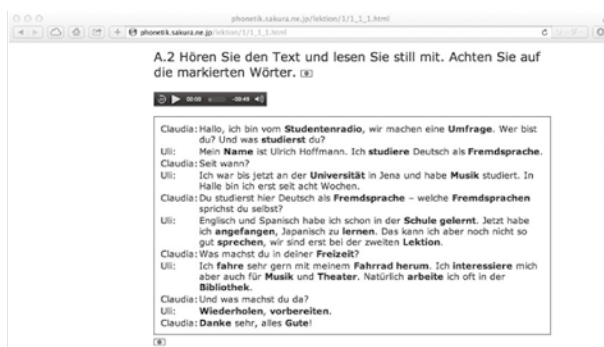 phonetik.sakura.ne.jp/lektion/1/1_1_1.html
phonetik.sakura.ne.jp/lektion/1/1_1_1.html
A.2 Hören Sie den Text und lesen Sie still mit. Achten Sie auf
die markierten Wörter.
00:00 -00:49
Claudia: Hallo, ich bin vom Studentenradio, wir machen eine Umfrage. Wer bist
du? Und was studierst du?
Uli: Mein Name ist Ulrich Hoffmann. Ich studiere Deutsch als Fremdsprache.
Claudia: Seit wann?
Uli: Ich war bis jetzt an der Universität in Jena und habe Musik studiert. In
Halle bin ich erst seit acht Wochen.
Claudia: Du studierst hier Deutsch als Fremdsprache – welche Fremdsprachen
sprichst du selbst?
Uli: Englisch und Spanisch habe ich schon in der Schule gelernt. Jetzt habe
ich angefangen, Japanisch zu lernen. Das kann ich aber noch nicht so
gut sprechen, wir sind erst bei der zweiten Lektion.
Claudia: Was machst du in deiner Freizeit?
Uli: Ich fahre sehr gern mit meinem Fahrrad herum. Ich interessiere mich
aber auch für Musik und Theater. Natürlich arbeite ich oft in der
Bibliothek.
Claudia: Und was machst du da?
Uli: Wiederholen, vorbereiten.
Claudia: Danke sehr, alles Gute!